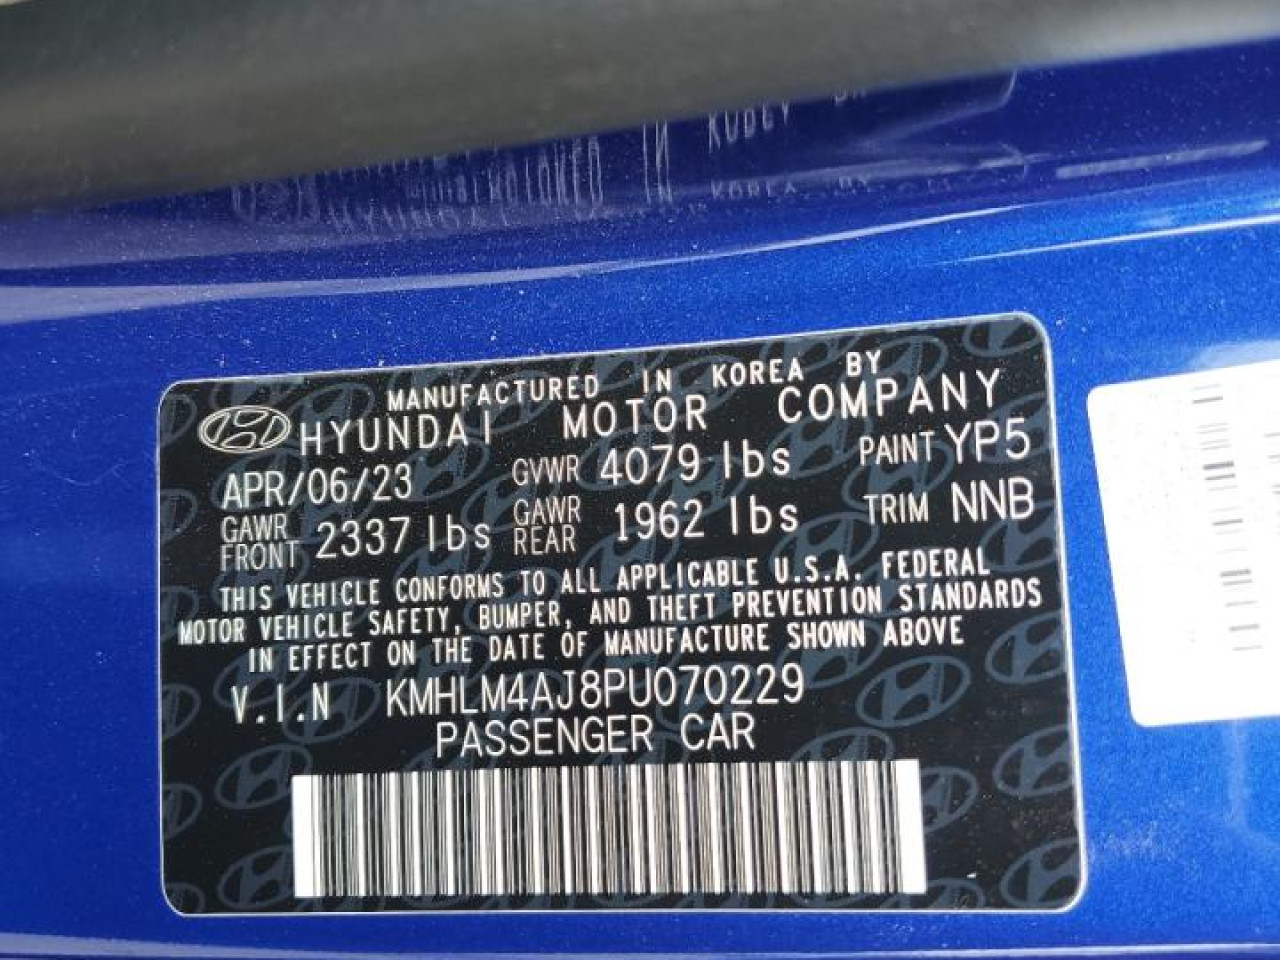 MANUFACTURED IN KOREA BY
HYUNDAI MOTOR COMPANY
APR/06/23 GVWR 4079 lbs PAINT YP5
GAWR FRONT 2337 lbs GAWR REAR 1962 lbs TRIM NNB
THIS VEHICLE CONFORMS TO ALL APPLICABLE U.S.A. FEDERAL
MOTOR VEHICLE SAFETY, BUMPER, AND THEFT PREVENTION STANDARDS
IN EFFECT ON THE DATE OF MANUFACTURE SHOWN ABOVE
V.I.N KMHLM4AJ8PU070229
PASSENGER CAR